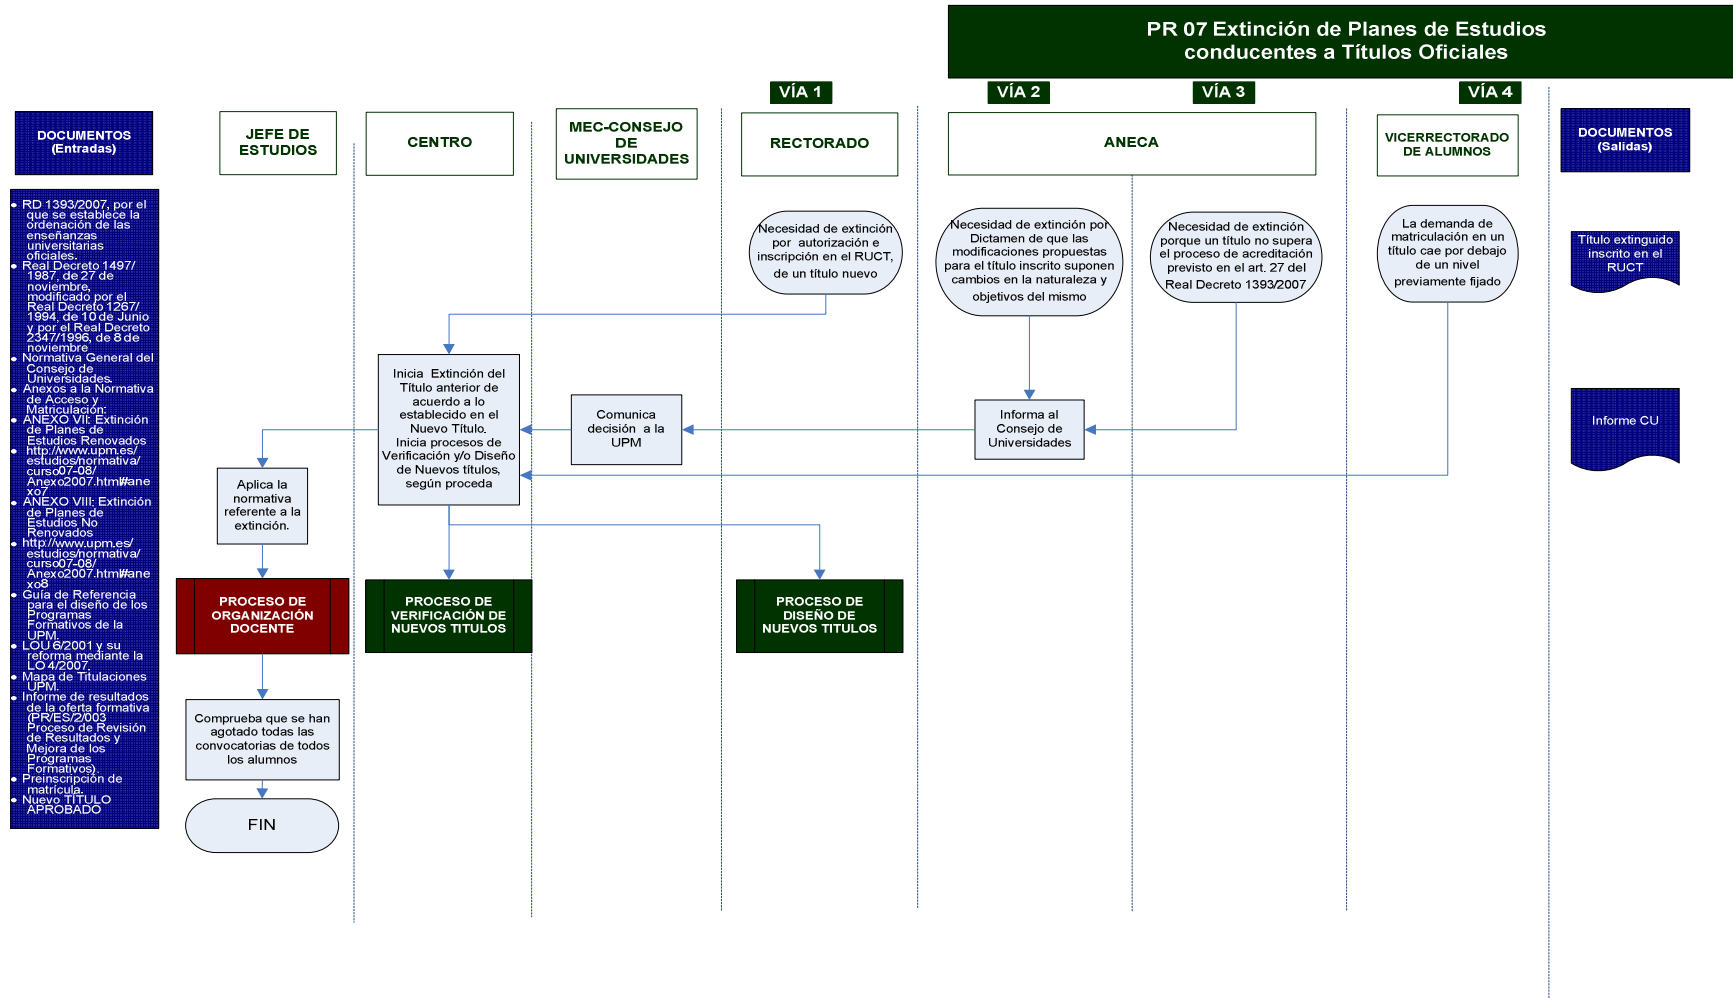 PR 07 Extinción de Planes de Estudios
conducentes a Títulos Oficiales
VÍA 1
VÍA 2
VÍA 3
VÍA 4
DOCUMENTOS
(Entradas)
JEFE DE
ESTUDIOS
CENTRO
MEC-CONSEJO
DE
UNIVERSIDADES
RECTORADO
ANECA
VICERRECTORADO
DE ALUMNOS
DOCUMENTOS
(Salidas)
• RD 1393/2007, por el
que se establece la
ordenación de las
enseñanzas
universitarias
oficiales.
• Real Decreto 1497/
1987, de 27 de
noviembre,
modificado por el
Real Decreto 1267/
1994, de 10 de Junio
y por el Real Decreto
2347/1996, de 8 de
noviembre
• Normativa General del
Consejo de
Universidades.
• Anexos a la Normativa
de Acceso y
Matriculación:
• ANEXO VII: Extinción
de Planes de
Estudios Renovados
• http://www.upm.es/
estudios/normativa/
curso07-08/
Anexo2007.html#ane
xo7
• ANEXO VIII: Extinción
de Planes de
Estudios No
Renovados
• http://www.upm.es/
estudios/normativa/
curso07-08/
Anexo2007.html#ane
xo8
• Guía de Referencia
para el diseño de los
Programas
Formativos de la
UPM.
• LOU 6/2001 y su
reforma mediante la
LO 4/2007.
• Mapa de Titulaciones
UPM.
• Informe de resultados
de la oferta formativa
(PR/ES/2/003
Proceso de Revisión
de Resultados y
Mejora de los
Programas
Formativos).
• Preinscripción de
matrícula.
• Nuevo TÍTULO
APROBADO
Necesidad de extinción
por autorización e
inscripción en el RUCT,
de un título nuevo
Necesidad de extinción por
Dictamen de que las
modificaciones propuestas
para el título inscrito suponen
cambios en la naturaleza y
objetivos del mismo
Necesidad de extinción
porque un título no supera
el proceso de acreditación
previsto en el art. 27 del
Real Decreto 1393/2007
La demanda de
matriculación en un
título cae por debajo
de un nivel
previamente fijado
Título extinguido
inscrito en el
RUCT
Inicia Extinción del
Título anterior de
acuerdo a lo
establecido en el
Nuevo Título.
Inicia procesos de
Verificación y/o Diseño
de Nuevos títulos,
según proceda
Comunica
decisión a la
UPM
Informa al
Consejo de
Universidades
Informe CU
Aplica la
normativa
referente a la
extinción.
PROCESO DE
ORGANIZACIÓN
DOCENTE
PROCESO DE
VERIFICACIÓN DE
NUEVOS TITULOS
PROCESO DE
DISEÑO DE
NUEVOS TITULOS
Comprueba que se han
agotado todas las
convocatorias de todos
los alumnos
FIN